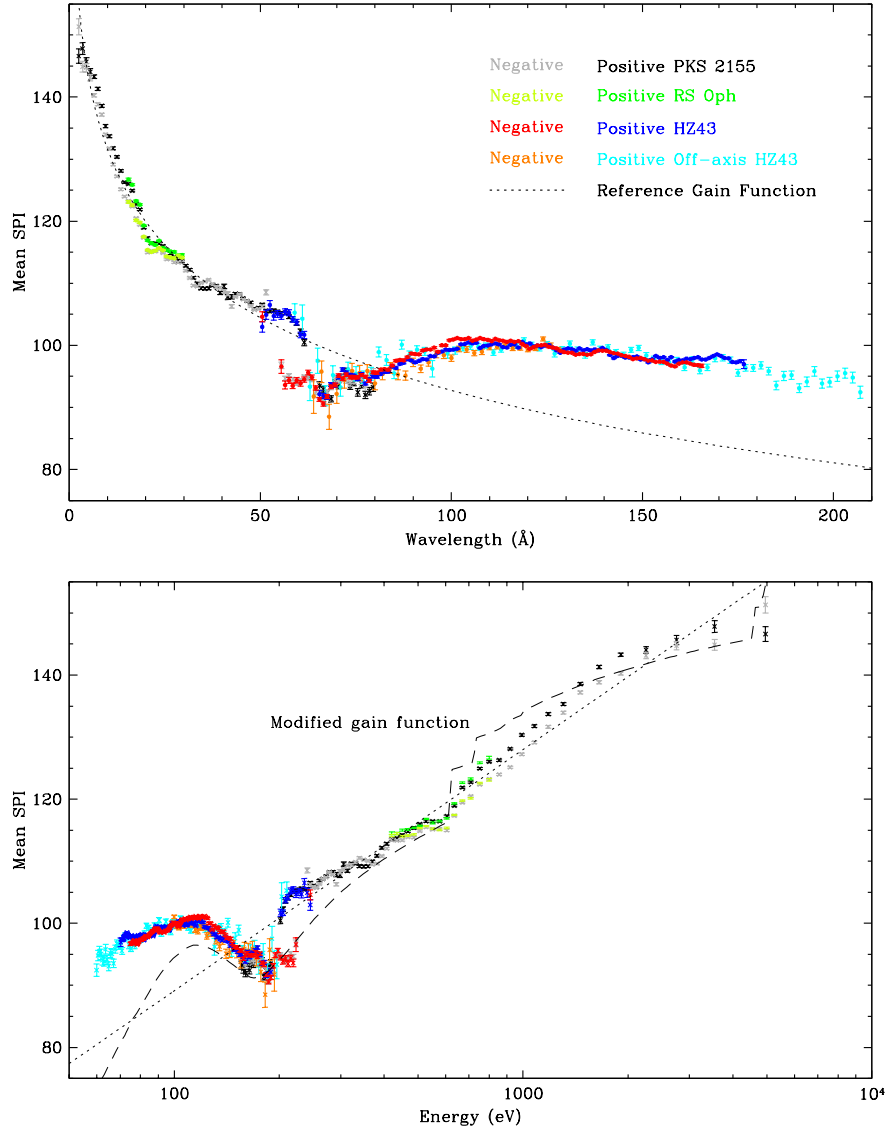 140
120
100
80
Mean SPI
Negative Positive PKS 2155
Negative Positive RS Oph
Negative Positive HZ43
Negative Positive Off-axis HZ43
Reference Gain Function
0 50 100 150 200
Wavelength (Å)
140
120
100
80
Mean SPI
Modified gain function
100 1000 10⁴
Energy (eV)